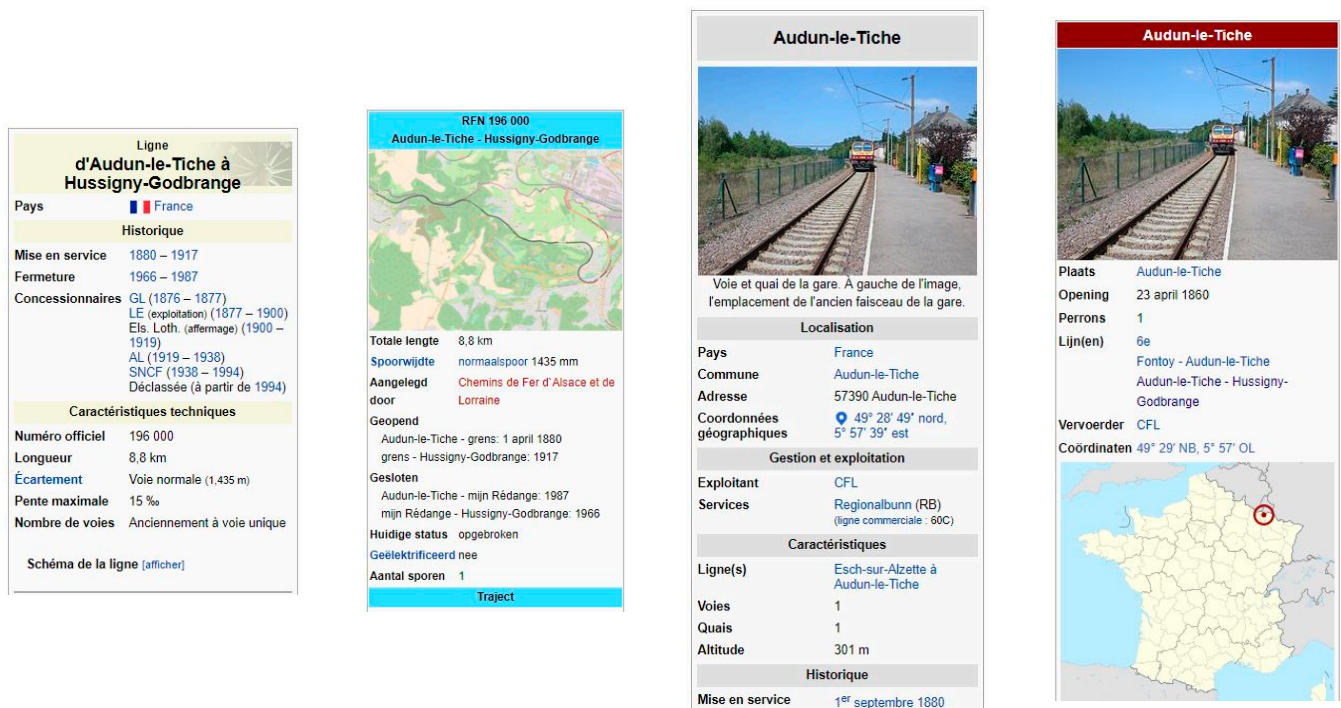 Ligne
d'Audun-le-Tiche à
Hussigny-Godbrange
Pays France
Historique
Mise en service 1880 – 1917
Fermeture 1966 – 1987
Concessionnaires GL (1876 – 1877)
LE (exploitation) (1877 – 1900)
Els. Loth. (affermage) (1900 –
1919)
AL (1919 – 1938)
SNCF (1938 – 1994)
Déclassée (à partir de 1994)
Caractéristiques techniques
Numéro officiel 196 000
Longueur 8,8 km
Écartement Voie normale (1,435 m)
Pente maximale 15 ‰
Nombre de voies Anciennement à voie unique
Schéma de la ligne [afficher]
RFN 196 000
Audun-le-Tiche - Hussigny-Godbrange
Totale lengte 8,8 km
Spoorwijdte normaalspoor 1435 mm
Aangelegd Chemins de Fer d`Alsace et de
door Lorraine
Geopend
Audun-le-Tiche - grens: 1 april 1880
grens - Hussigny-Godbrange: 1917
Gesloten
Audun-le-Tiche - mijn Rédange: 1987
mijn Rédange - Hussigny-Godbrange: 1966
Huidige status opgebroken
Geëlektrificeerd nee
Aantal sporen 1
Traject
Audun-le-Tiche
Voie et quai de la gare. À gauche de l'image,
l'emplacement de l'ancien faisceau de la gare.
Localisation
Pays France
Commune Audun-le-Tiche
Adresse 57390 Audun-le-Tiche
Coordonnées 49° 28′ 49″ nord,
géographiques 5° 57′ 39″ est
Gestion et exploitation
Exploitant CFL
Services Regionalbunn (RB)
(ligne commerciale : 60C)
Caractéristiques
Ligne(s) Esch-sur-Alzette à
Audun-le-Tiche
Voies 1
Quais 1
Altitude 301 m
Historique
Mise en service 1er septembre 1880
Audun-le-Tiche
Plaats Audun-le-Tiche
Opening 23 april 1860
Perrons 1
Lijn(en) 6e
Fontoy - Audun-le-Tiche
Audun-le-Tiche - Hussigny-
Godbrange
Vervoerder CFL
Coördinaten 49° 29′ NB, 5° 57′ OL